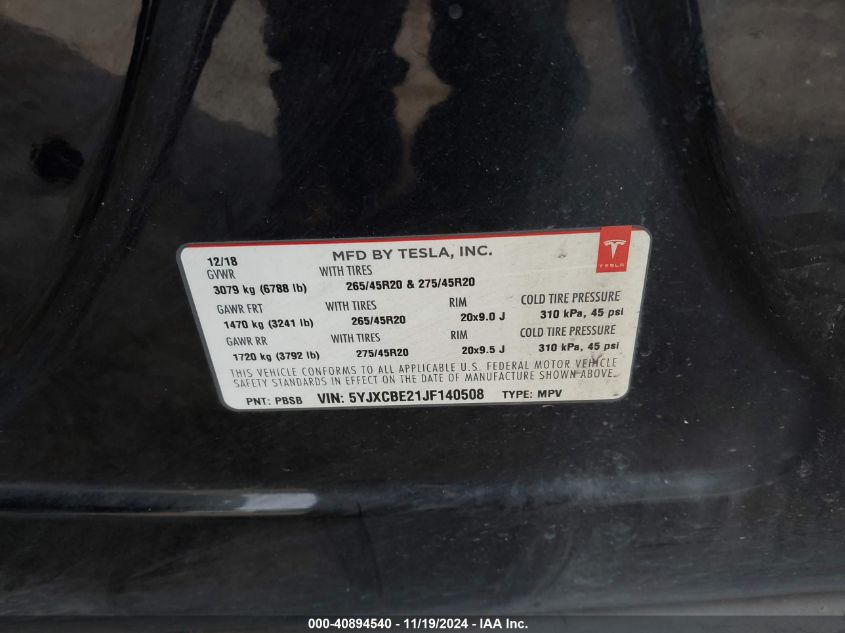 12/18 MFD BY TESLA, INC.
TESLA
GVWR WITH TIRES
3079 kg (6788 lb) 265/45R20 & 275/45R20
GAWR FRT WITH TIRES RIM COLD TIRE PRESSURE
1470 kg (3241 lb) 265/45R20 20x9.0 J 310 kPa, 45 psi
GAWR RR WITH TIRES RIM COLD TIRE PRESSURE
1720 kg (3792 lb) 275/45R20 20x9.5 J 310 kPa, 45 psi
THIS VEHICLE CONFORMS TO ALL APPLICABLE U.S. FEDERAL MOTOR VEHICLE
SAFETY STANDARDS IN EFFECT ON THE DATE OF MANUFACTURE SHOWN ABOVE.
PNT: PBSB VIN: 5YJXCBE21JF140508 TYPE: MPV
000-40894540 - 11/19/2024 - IAA Inc.